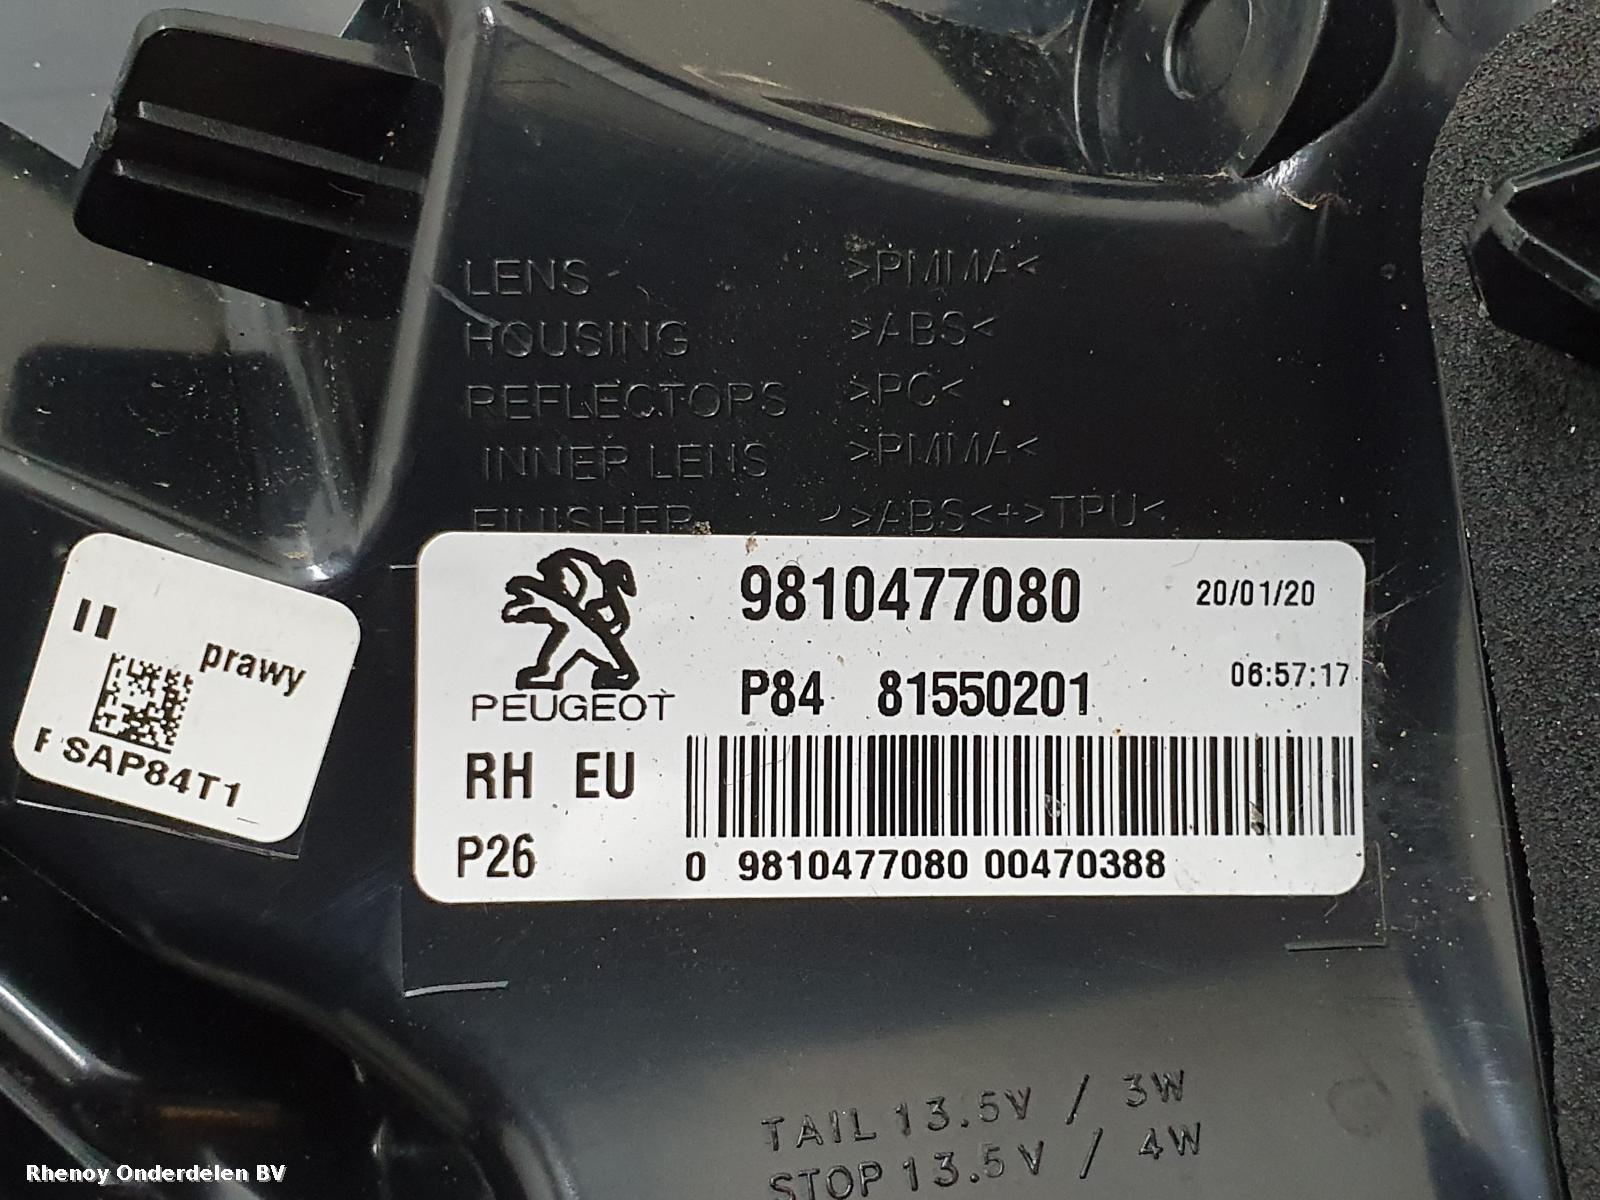 LENS >PMMA<
HOUSING >ABS<
REFLECTORS >PC<
INNER LENS >PMMA<
FINISHER >ABS<+>TPU<
9810477080 20/01/20
P84 81550201 06:57:17
PEUGEOT
RH EU
P26
0 9810477080 00470388
prawy
SAP84T1
TAIL 13.5V / 3W
STOP 13.5V / 4W
Rhenoy Onderdelen BV